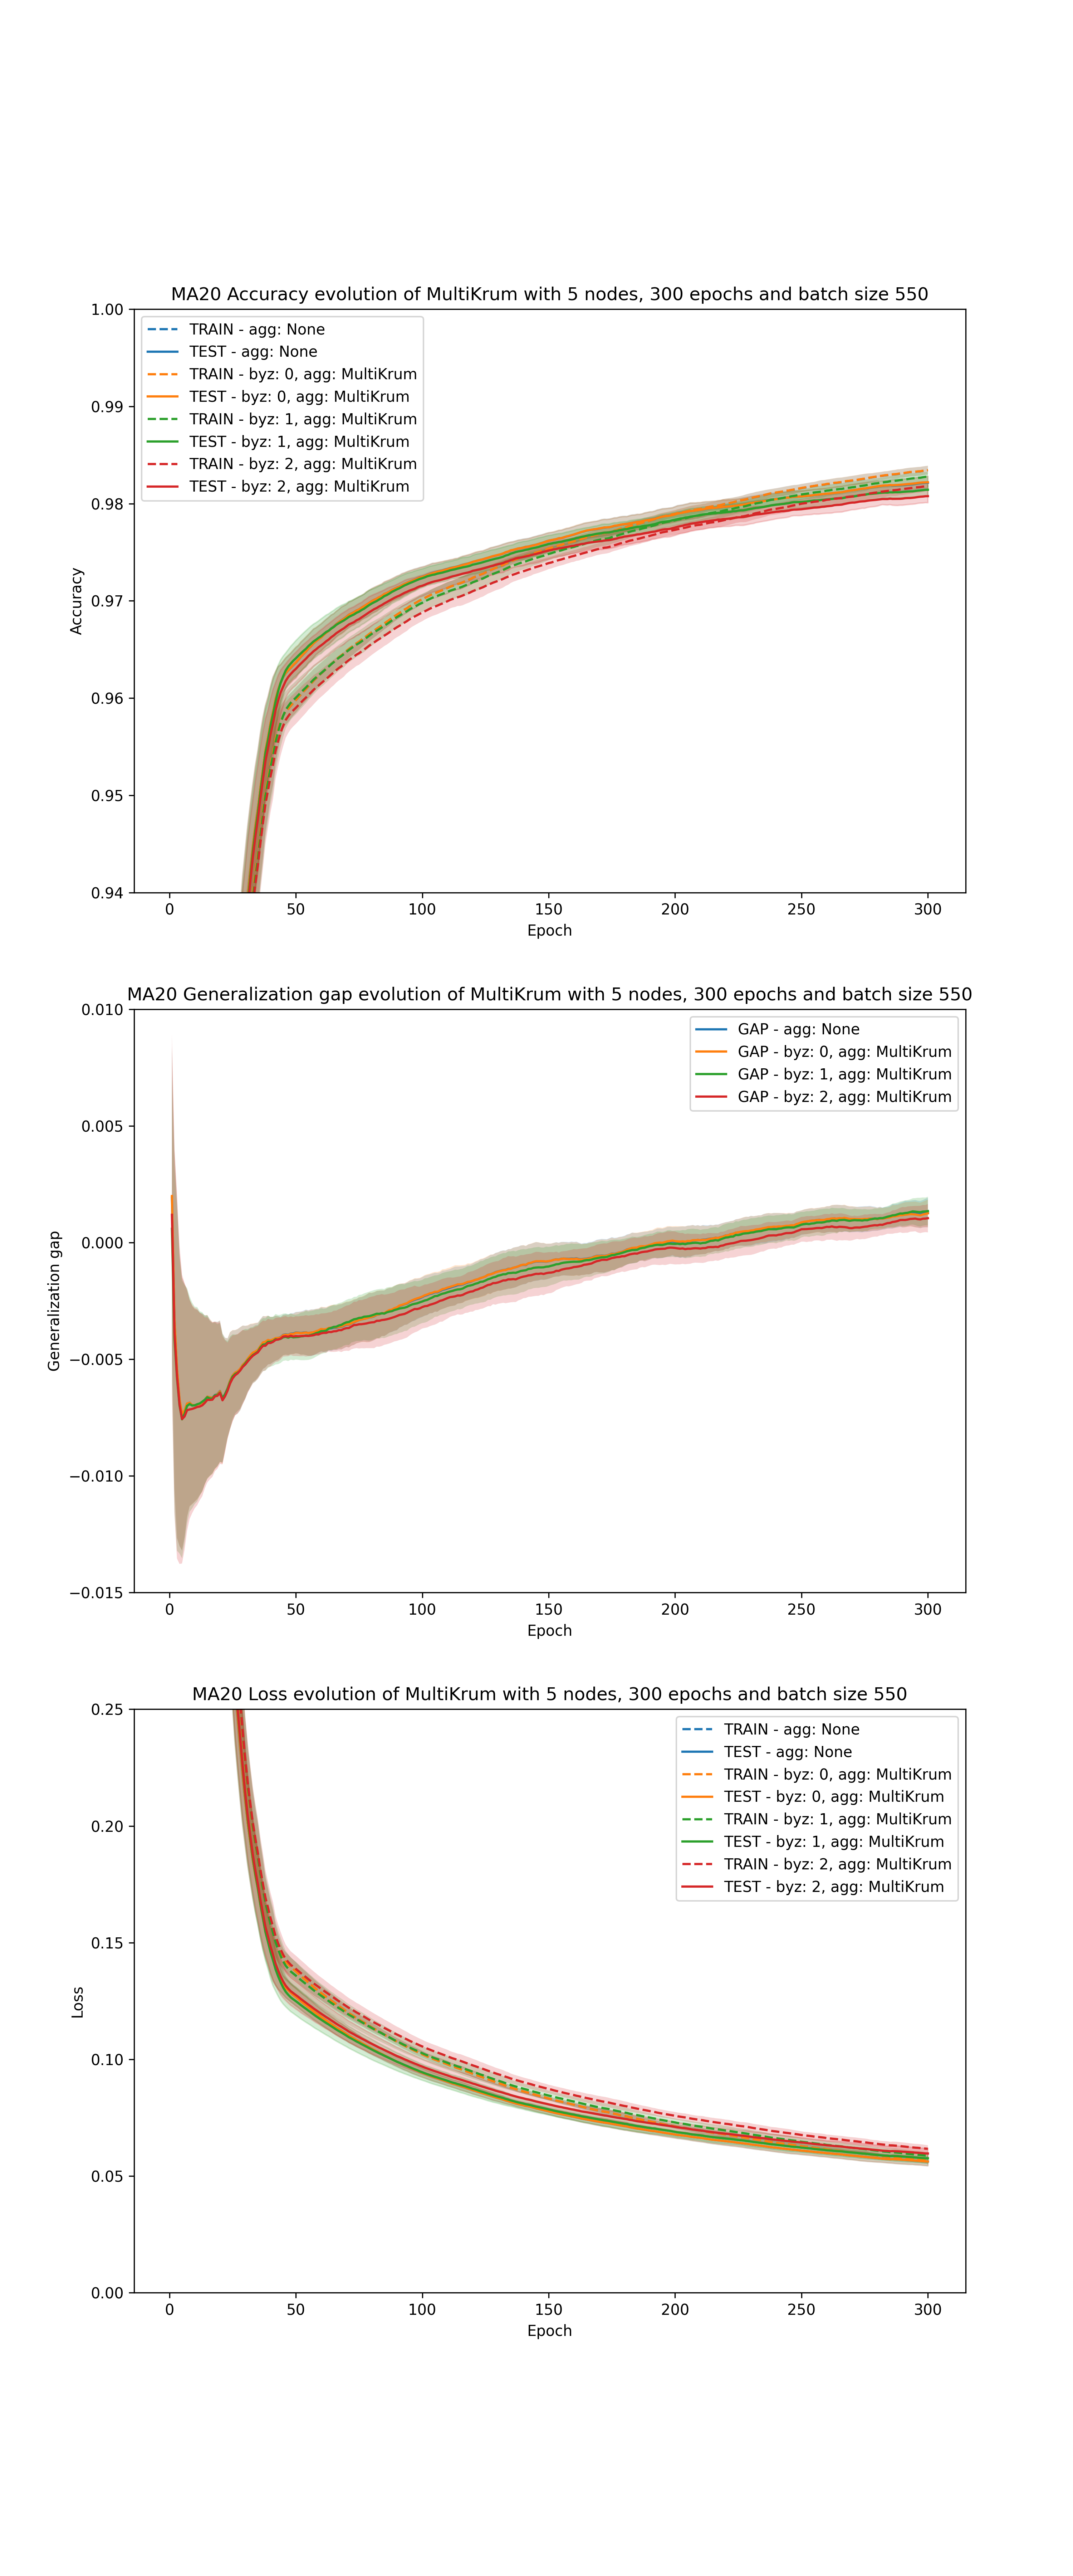 MA20 Accuracy evolution of MultiKrum with 5 nodes, 300 epochs and batch size 550
1.00
0.99
0.98
0.97
0.96
0.95
0.94
Accuracy
TRAIN - agg: None
TEST - agg: None
TRAIN - byz: 0, agg: MultiKrum
TEST - byz: 0, agg: MultiKrum
TRAIN - byz: 1, agg: MultiKrum
TEST - byz: 1, agg: MultiKrum
TRAIN - byz: 2, agg: MultiKrum
TEST - byz: 2, agg: MultiKrum
0 50 100 150 200 250 300
Epoch
MA20 Generalization gap evolution of MultiKrum with 5 nodes, 300 epochs and batch size 550
0.010
0.005
0.000
−0.005
−0.010
−0.015
Generalization gap
GAP - agg: None
GAP - byz: 0, agg: MultiKrum
GAP - byz: 1, agg: MultiKrum
GAP - byz: 2, agg: MultiKrum
0 50 100 150 200 250 300
Epoch
MA20 Loss evolution of MultiKrum with 5 nodes, 300 epochs and batch size 550
0.25
0.20
0.15
0.10
0.05
0.00
Loss
TRAIN - agg: None
TEST - agg: None
TRAIN - byz: 0, agg: MultiKrum
TEST - byz: 0, agg: MultiKrum
TRAIN - byz: 1, agg: MultiKrum
TEST - byz: 1, agg: MultiKrum
TRAIN - byz: 2, agg: MultiKrum
TEST - byz: 2, agg: MultiKrum
0 50 100 150 200 250 300
Epoch